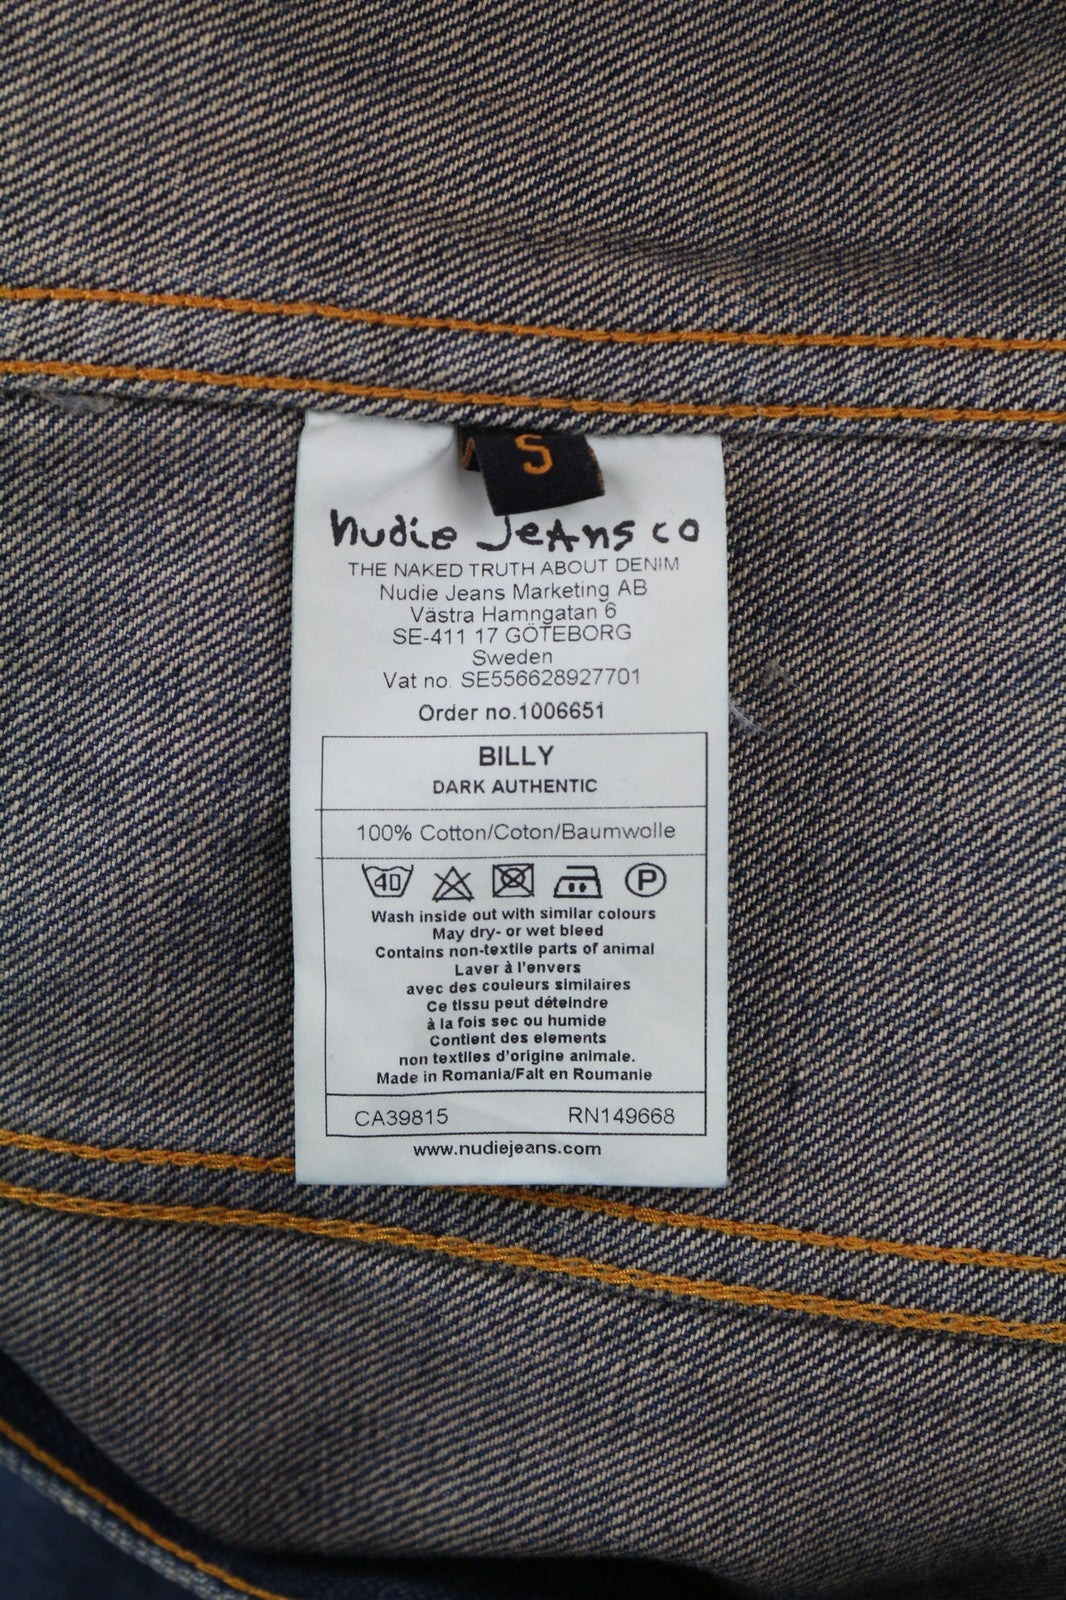 S
nudie Jeans co
THE NAKED TRUTH ABOUT DENIM
Nudie Jeans Marketing AB
Västra Hamngatan 6
SE-411 17 GÖTEBORG
Sweden
Vat no. SE556628927701
Order no.1006651
BILLY
DARK AUTHENTIC
100% Cotton/Coton/Baumwolle
40 P
Wash inside out with similar colours
May dry- or wet bleed
Contains non-textile parts of animal
Laver à l'envers
avec des couleurs similaires
Ce tissu peut déteindre
à la fois sec ou humide
Contient des elements
non textiles d'origine animale.
Made in Romania/Fait en Roumanie
CA39815 RN149668
www.nudiejeans.com